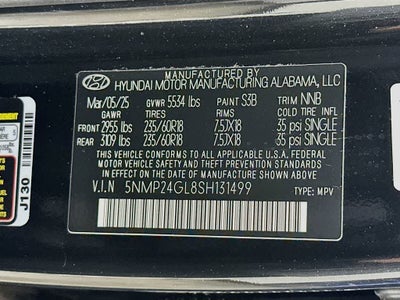 MANUFACTURED BY
HYUNDAI MOTOR MANUFACTURING ALABAMA, LLC
Mar/05/25 GVWR 5534 lbs PAINT S3B TRIM NNB
GAWR TIRES RIMS COLD TIRE INFL
FRONT 2955 lbs 235/60R18 7.5JX18 35 psi SINGLE
REAR 3109 lbs 235/60R18 7.5JX18 35 psi SINGLE
THIS VEHICLE CONFORMS TO ALL APPLICABLE U.S.A. FEDERAL MOTOR
VEHICLE SAFETY AND THEFT PREVENTION STANDARDS IN EFFECT ON
THE DATE OF MANUFACTURE SHOWN ABOVE.
V.I.N 5NMP24GL8SH131499 TYPE: MPV
J130